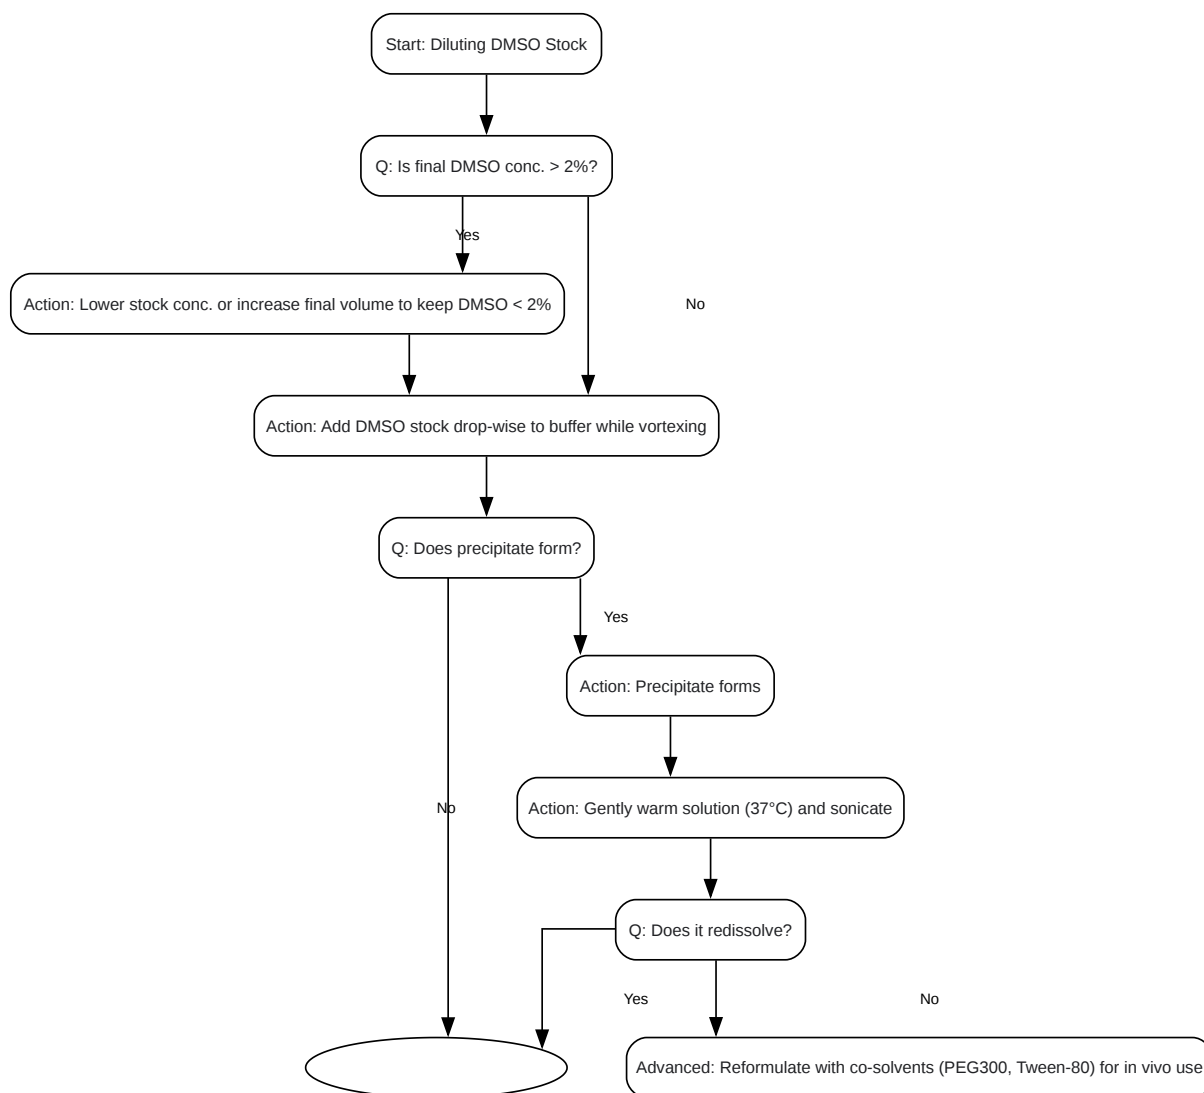 Start: Diluting DMSO Stock
Q: Is final DMSO conc. > 2%?
Yes
Action: Lower stock conc. or increase final volume to keep DMSO < 2%
No
Action: Add DMSO stock drop-wise to buffer while vortexing
Q: Does precipitate form?
Yes
Action: Precipitate forms
No
Action: Gently warm solution (37°C) and sonicate
Q: Does it redissolve?
Yes
No
Advanced: Reformulate with co-solvents (PEG300, Tween-80) for in vivo use